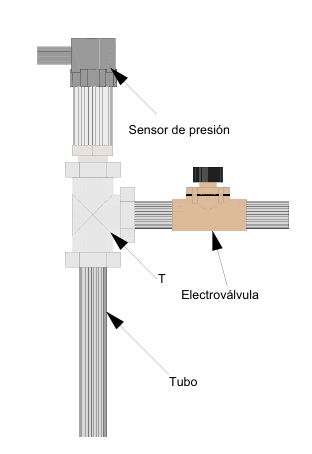 Sensor de presión
T
Electroválvula
Tubo